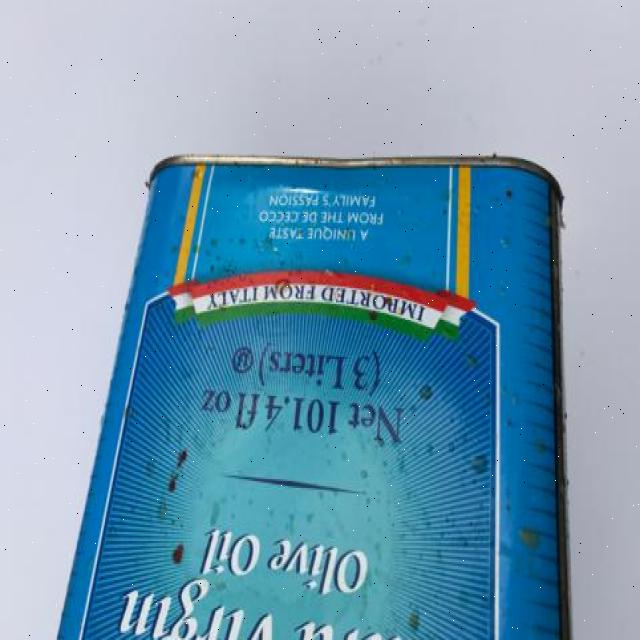 Virgin
Olive Oil
Net 101.4 fl oz
(3 Liters) U
IMPORTED FROM ITALY
A UNIQUE TASTE
FROM THE DE CECCO
FAMILY'S PASSION